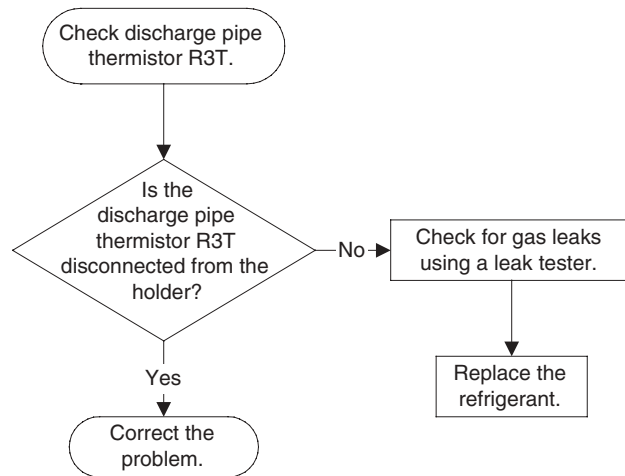 Check discharge pipe
thermistor R3T.
Is the
discharge pipe
thermistor R3T
disconnected from the
holder?
No
Check for gas leaks
using a leak tester.
Replace the
refrigerant.
Yes
Correct the
problem.